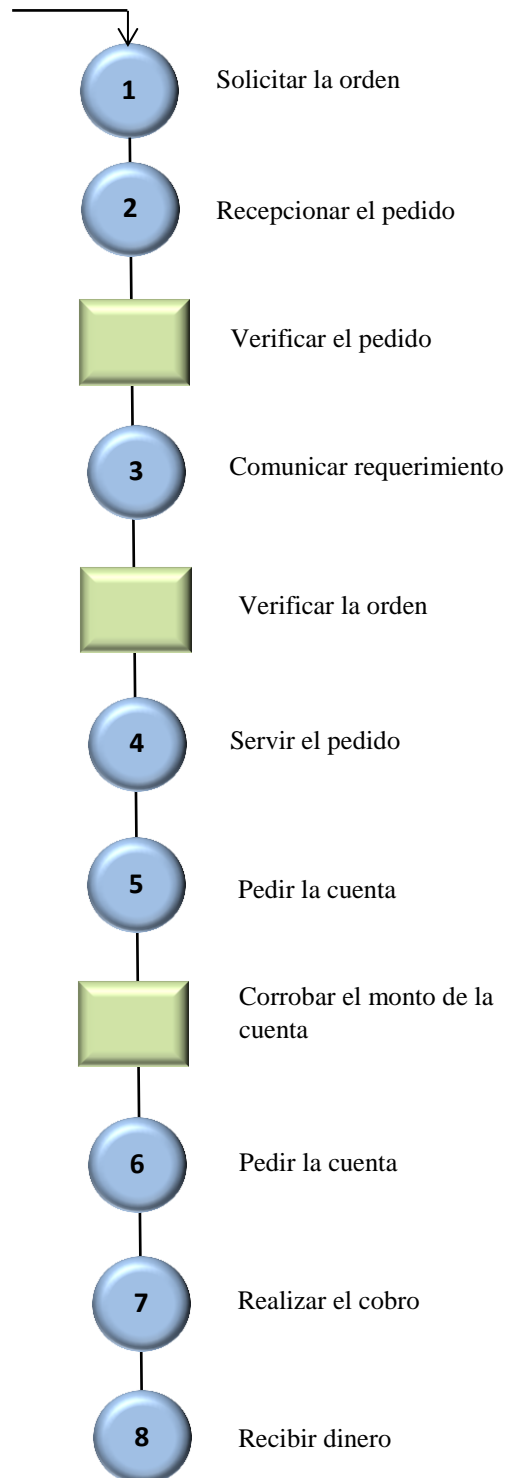 1
Solicitar la orden
2
Recepcionar el pedido
Verificar el pedido
3
Comunicar requerimiento
Verificar la orden
4
Servir el pedido
5
Pedir la cuenta
Corrobar el monto de la
cuenta
6
Pedir la cuenta
7
Realizar el cobro
8
Recibir dinero